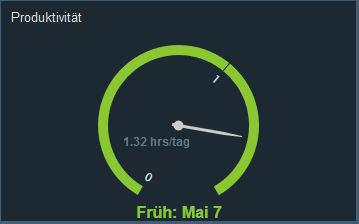 Produktivität
1
1.32 hrs/tag
0
Früh: Mai 7